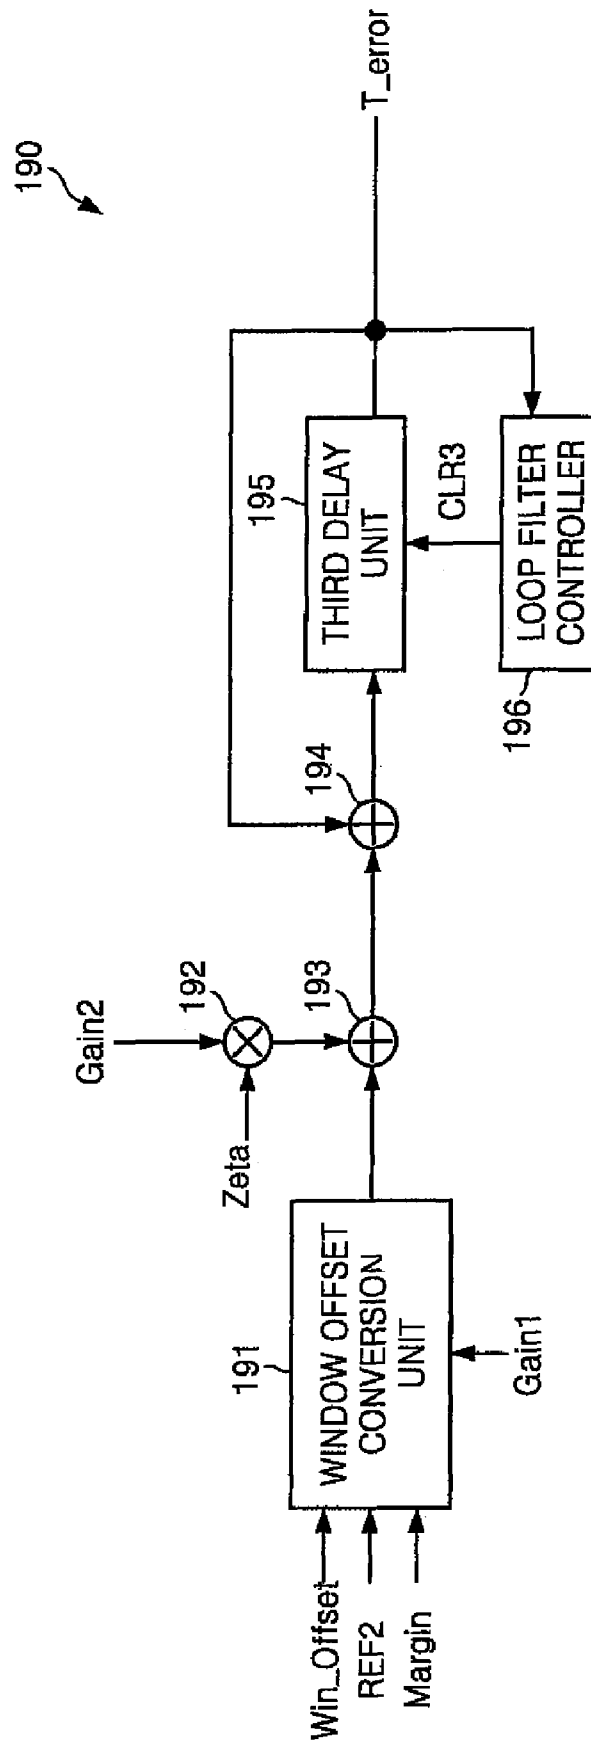 190
Win_Offset
REF2
Margin
191
WINDOW OFFSET
CONVERSION
UNIT
Gain1
Gain2
Zeta
192
193
194
195
THIRD DELAY
UNIT
CLR3
196
LOOP FILTER
CONTROLLER
T_error